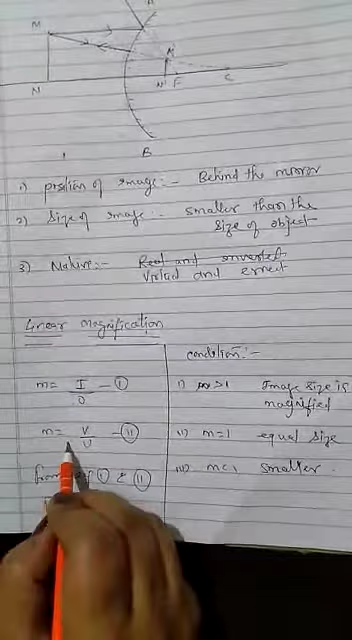 M
A
M'
N
N'
F
C
B
1) position of image :- Behind the mirror
2) Size of image :- smaller than the
size of object
3) Nature :- Real and inverted
Virtual and errect
Linear Magnification
m = I/O — (I)
m = V/U — (II)
from (I) & (II)
condition :-
i) m>1 Image size is
magnified
ii) m=1 equal size
iii) m<1 smaller.